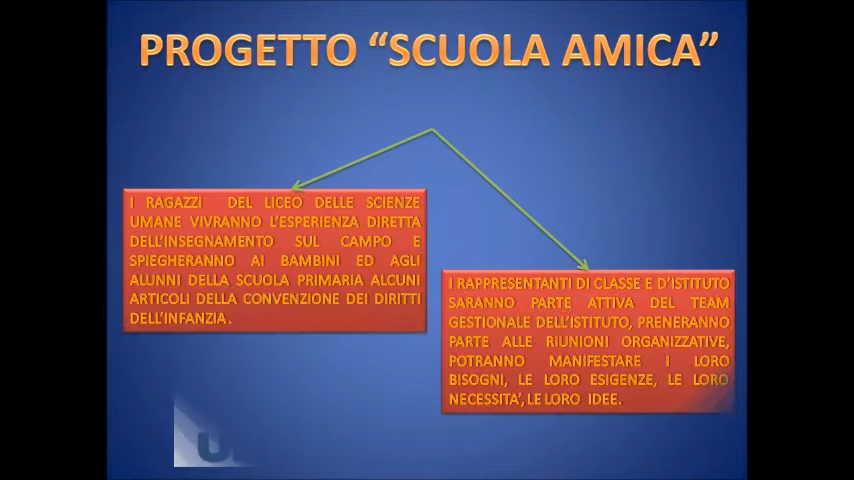 PROGETTO “SCUOLA AMICA”
I RAGAZZI DEL LICEO DELLE SCIENZE
UMANE VIVRANNO L’ESPERIENZA DIRETTA
DELL’INSEGNAMENTO SUL CAMPO E
SPIEGHERANNO AI BAMBINI ED AGLI
ALUNNI DELLA SCUOLA PRIMARIA ALCUNI
ARTICOLI DELLA CONVENZIONE DEI DIRITTI
DELL’INFANZIA.
I RAPPRESENTANTI DI CLASSE E D’ISTITUTO
SARANNO PARTE ATTIVA DEL TEAM
GESTIONALE DELL’ISTITUTO, PRENERANNO
PARTE ALLE RIUNIONI ORGANIZZATIVE,
POTRANNO MANIFESTARE I LORO
BISOGNI, LE LORO ESIGENZE, LE LORO
NECESSITA’, LE LORO IDEE.